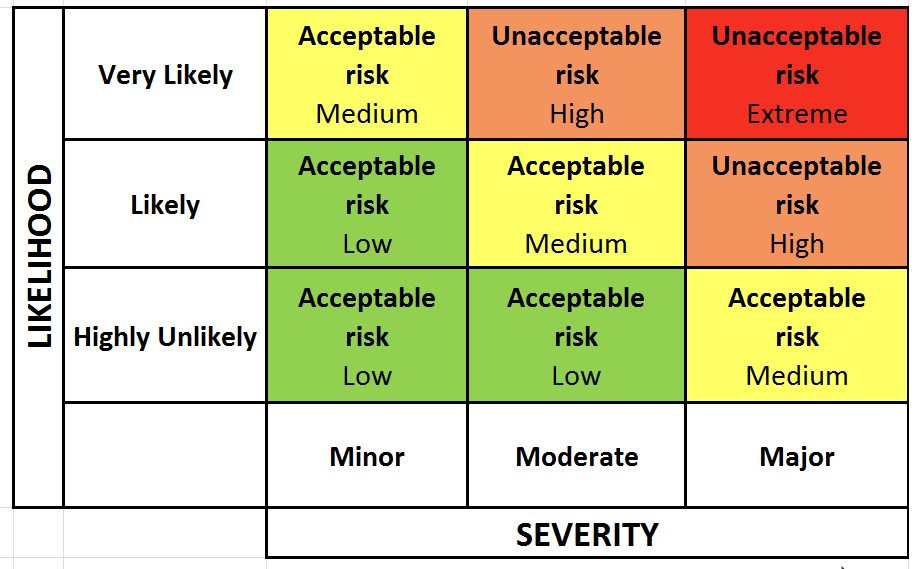 LIKELIHOOD
Very Likely
Acceptable
risk
Medium
Unacceptable
risk
High
Unacceptable
risk
Extreme
Likely
Acceptable
risk
Low
Acceptable
risk
Medium
Unacceptable
risk
High
Highly Unlikely
Acceptable
risk
Low
Acceptable
risk
Low
Acceptable
risk
Medium
Minor
Moderate
Major
SEVERITY